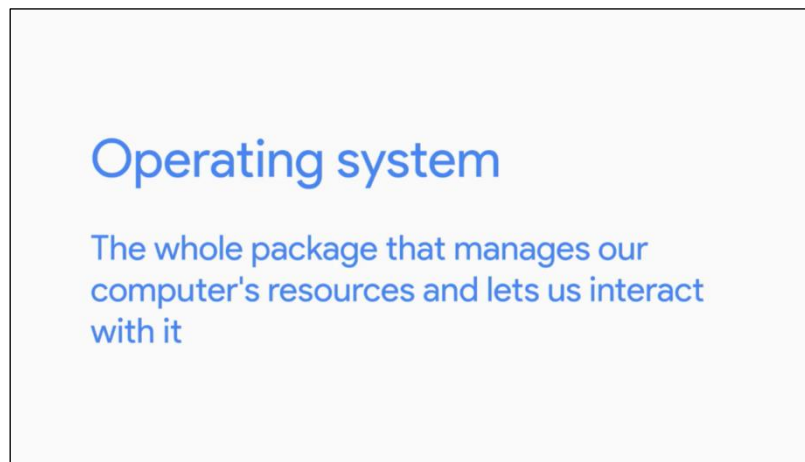 Operating system
The whole package that manages our
computer's resources and lets us interact
with it